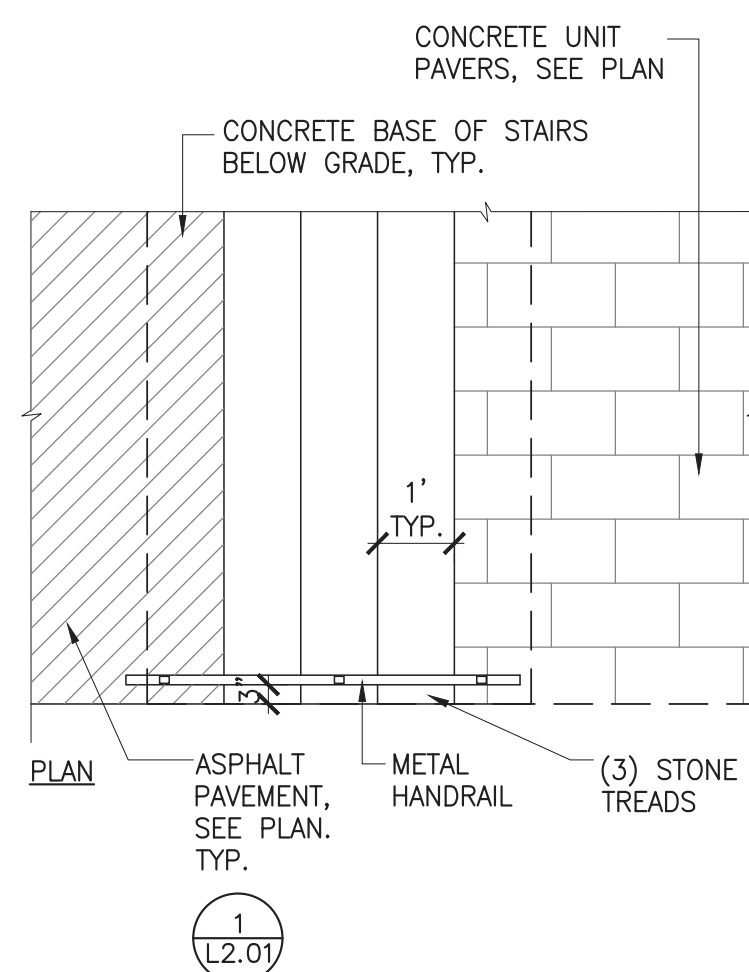 CONCRETE UNIT
PAVERS, SEE PLAN
CONCRETE BASE OF STAIRS
BELOW GRADE, TYP.
1'
TYP.
3"
PLAN
ASPHALT
PAVEMENT,
SEE PLAN.
TYP.
METAL
HANDRAIL
(3) STONE
TREADS
1
L2.01